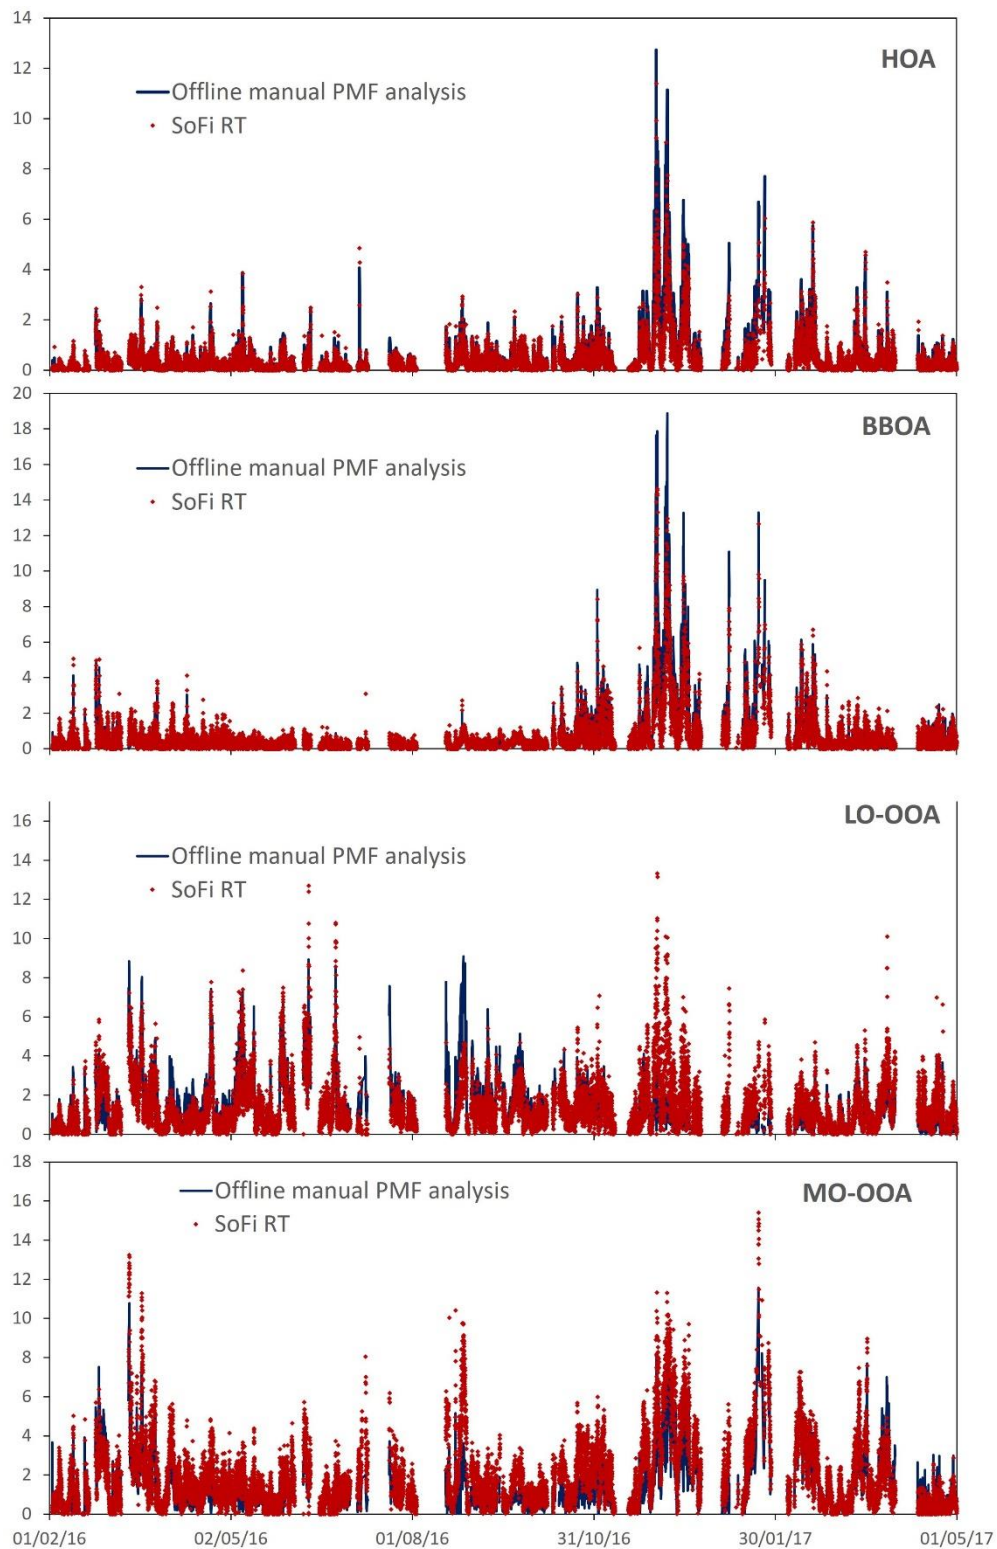 14
HOA
12
Offline manual PMF analysis
10
SoFi RT
8
6
4
2
0
20
BBOA
18
16
Offline manual PMF analysis
14
SoFi RT
12
10
8
6
4
2
0
LO-OOA
16
Offline manual PMF analysis
14
SoFi RT
12
10
8
6
4
2
0
18
MO-OOA
Offline manual PMF analysis
16
SoFi RT
14
12
10
8
6
4
2
0
01/02/16 02/05/16 01/08/16 31/10/16 30/01/17 01/05/17